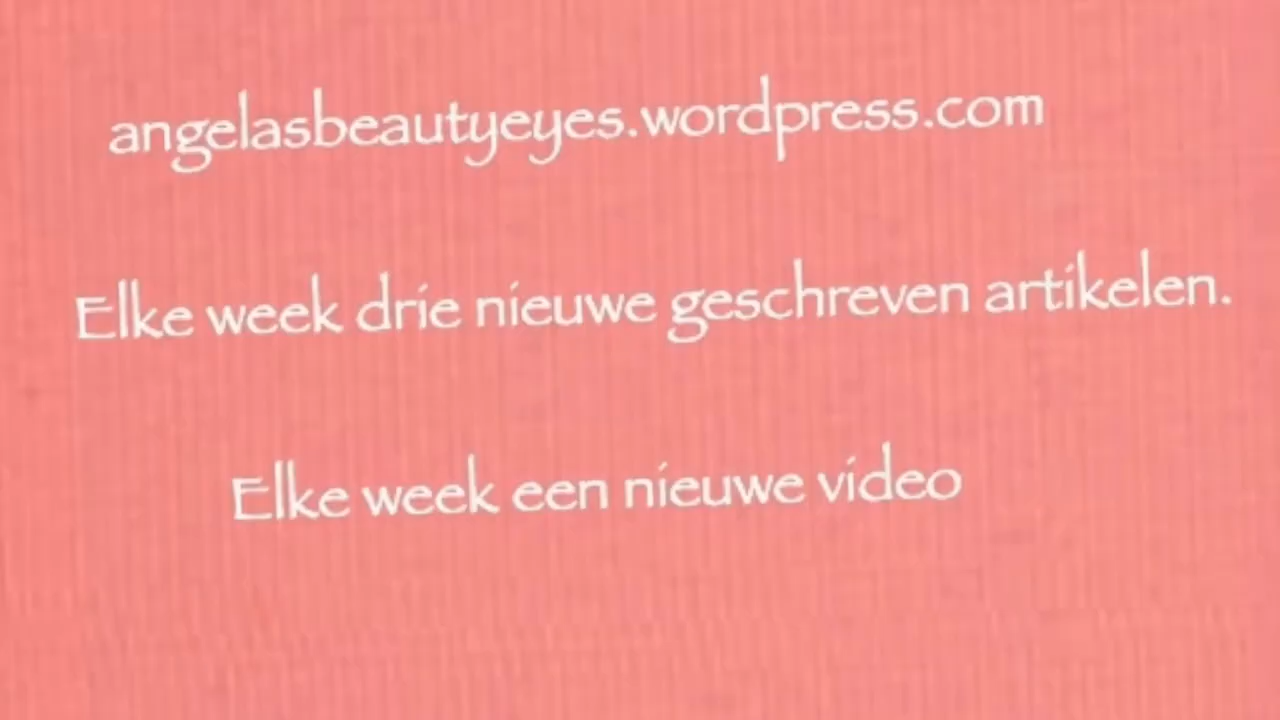 angelasbeautyeyes.wordpress.com
Elke week drie nieuwe geschreven artikelen.
Elke week een nieuwe video